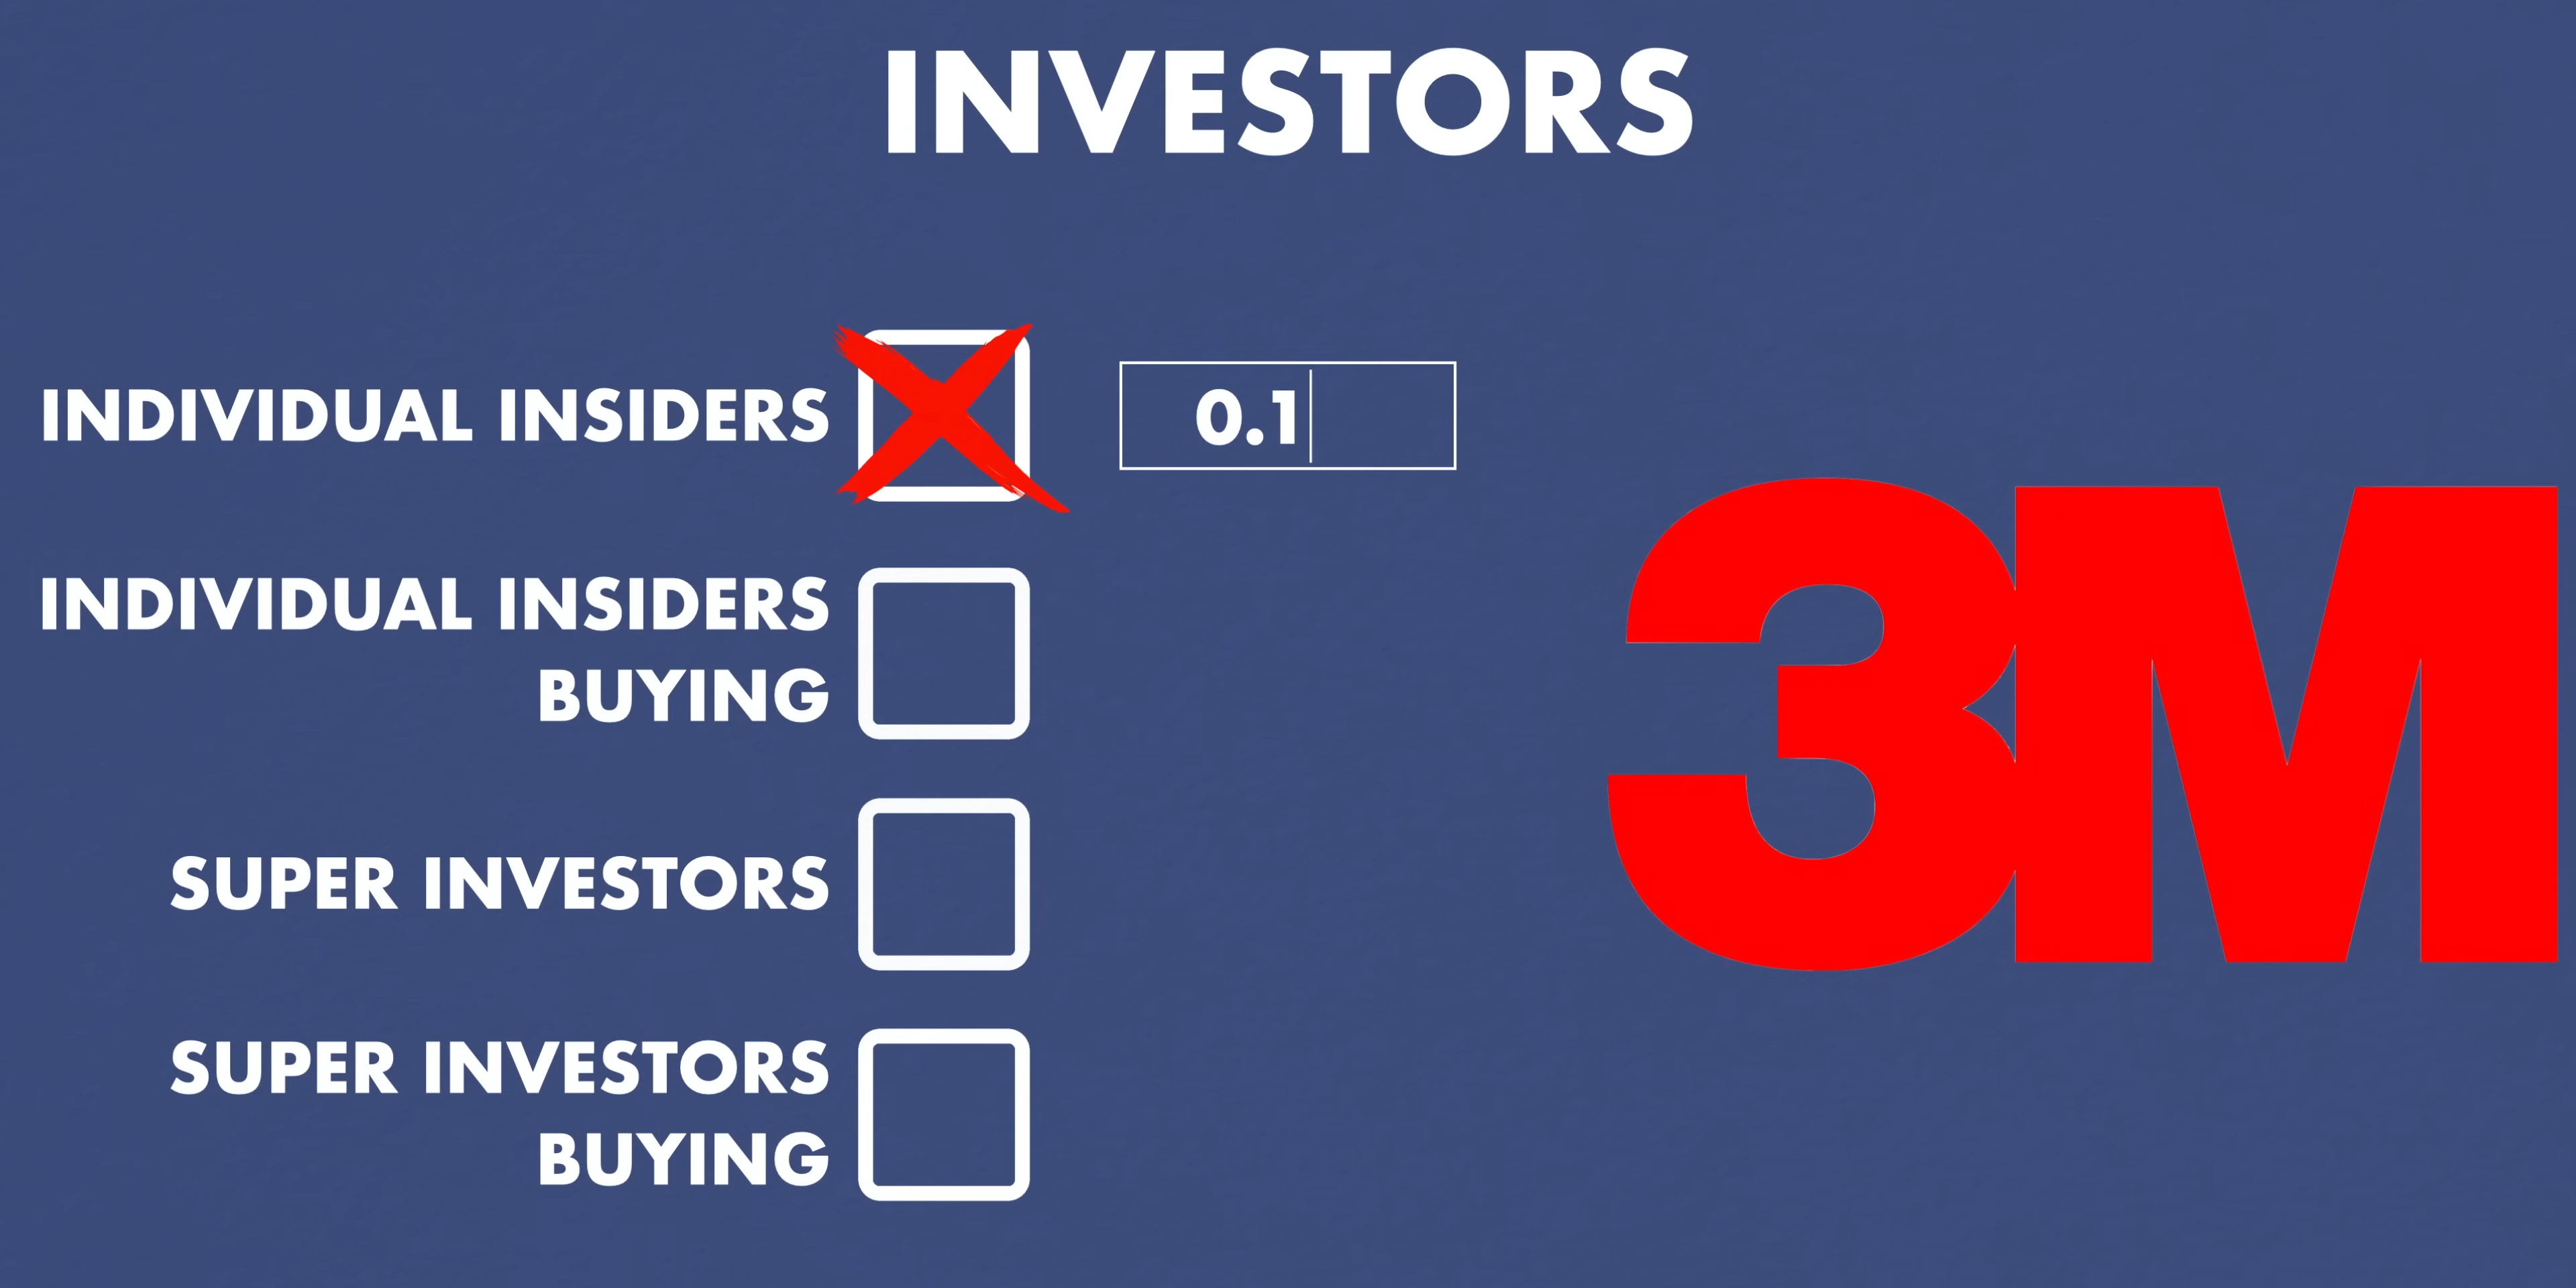 INVESTORS
INDIVIDUAL INSIDERS
0.1
INDIVIDUAL INSIDERS
BUYING
3M
SUPER INVESTORS
SUPER INVESTORS
BUYING